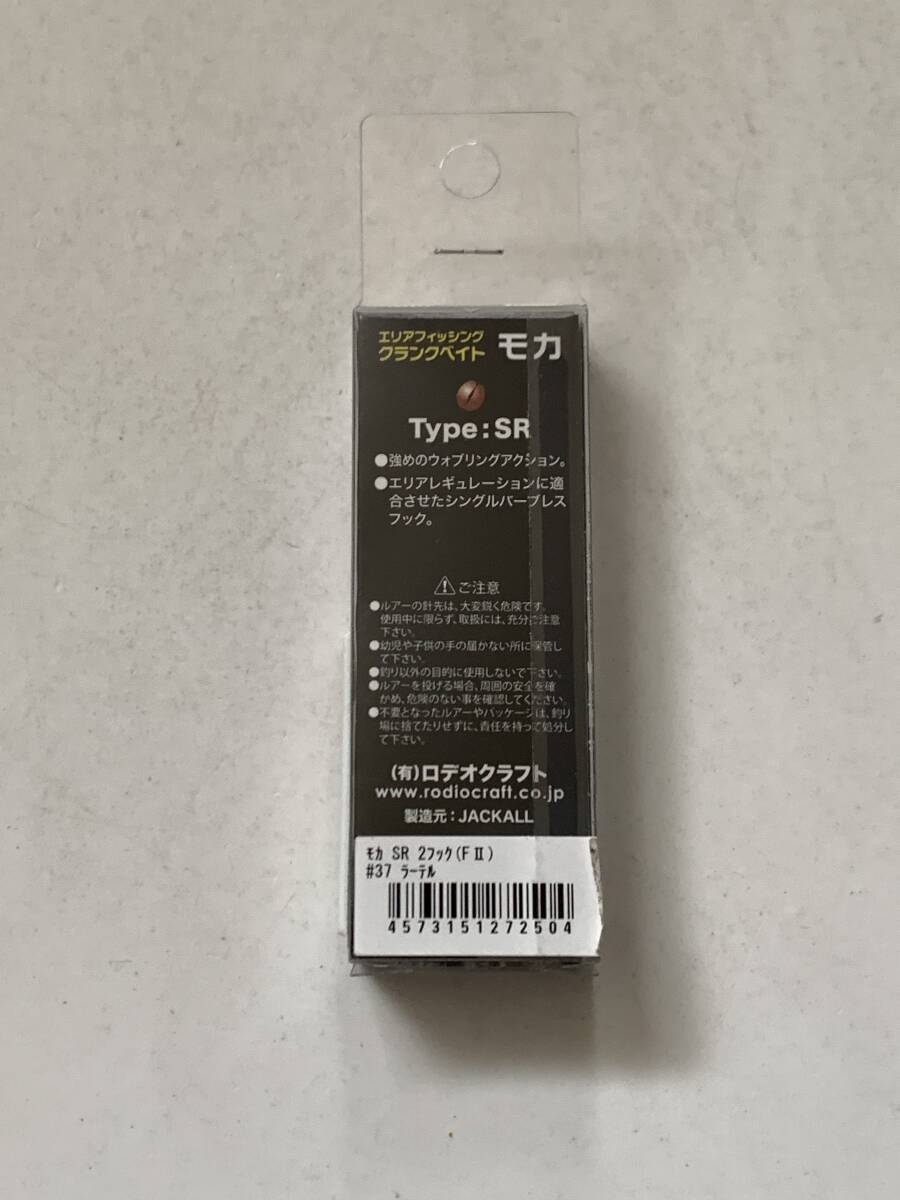 エリアフィッシング
クランクベイト モカ
Type:SR
●強めのウォブリングアクション。
●エリアレギュレーションに適
合させたシングルバーブレス
フック。
ご注意
●ルアーの針先は、大変鋭く危険です。
使用中に限らず、取扱には、充分ご注意
下さい。
●幼児や子供の手の届かない所に保管し
て下さい。
●釣り以外の目的に使用しないで下さい。
●ルアーを投げる場合、周囲の安全を確
かめ、危険のない事を確認してください。
●不要となったルアーやパッケージは、釣り
場に捨てたりせずに、責任を持って処分し
て下さい。
(有)ロデオクラフト
www.rodiocraft.co.jp
製造元:JACKALL
ﾓｶ SR 2ﾌｯｸ(FⅡ)
#37 ﾗｰﾃﾙ
4573151272504